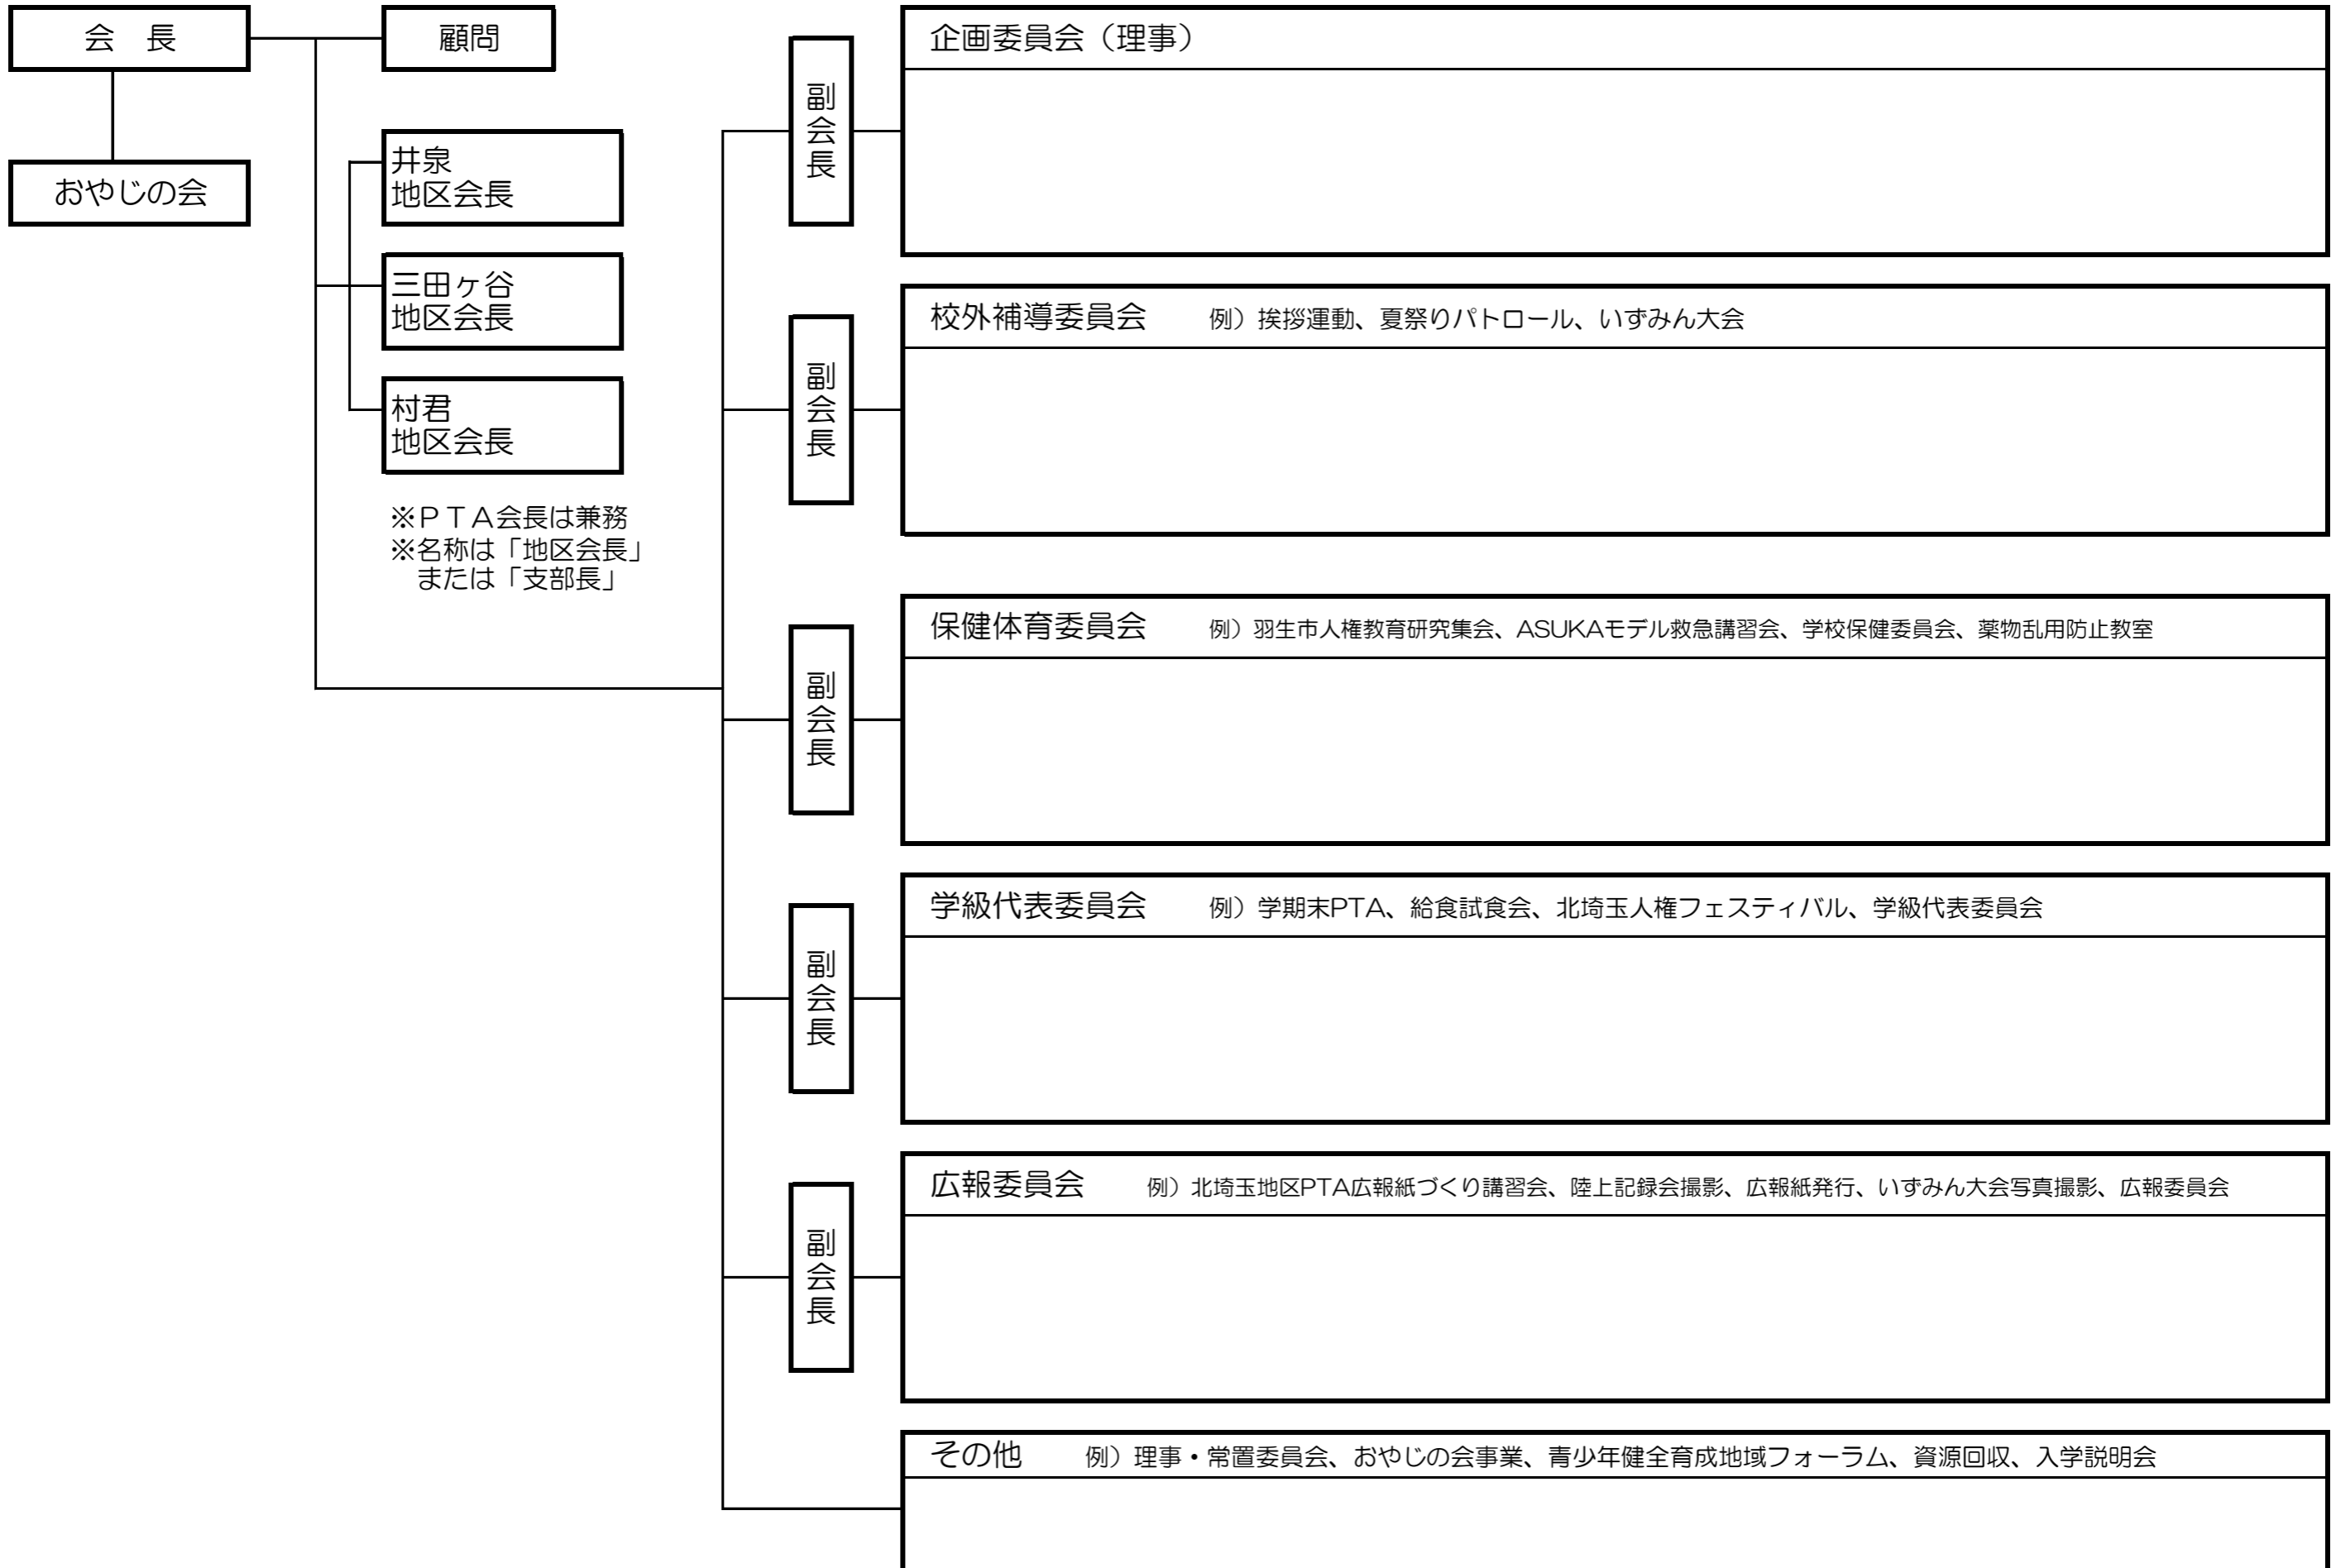 会　長
顧問
おやじの会
井泉
地区会長
三田ヶ谷
地区会長
村君
地区会長
※ＰＴＡ会長は兼務
※名称は「地区会長」
または「支部長」
副会長
企画委員会（理事）
副会長
校外補導委員会　　例）挨拶運動、夏祭りパトロール、いずみん大会
副会長
保健体育委員会　　例）羽生市人権教育研究集会、ASUKAモデル救急講習会、学校保健委員会、薬物乱用防止教室
副会長
学級代表委員会　　例）学期末PTA、給食試食会、北埼玉人権フェスティバル、学級代表委員会
副会長
広報委員会　　例）北埼玉地区PTA広報紙づくり講習会、陸上記録会撮影、広報紙発行、いずみん大会写真撮影、広報委員会
その他　　例）理事・常置委員会、おやじの会事業、青少年健全育成地域フォーラム、資源回収、入学説明会